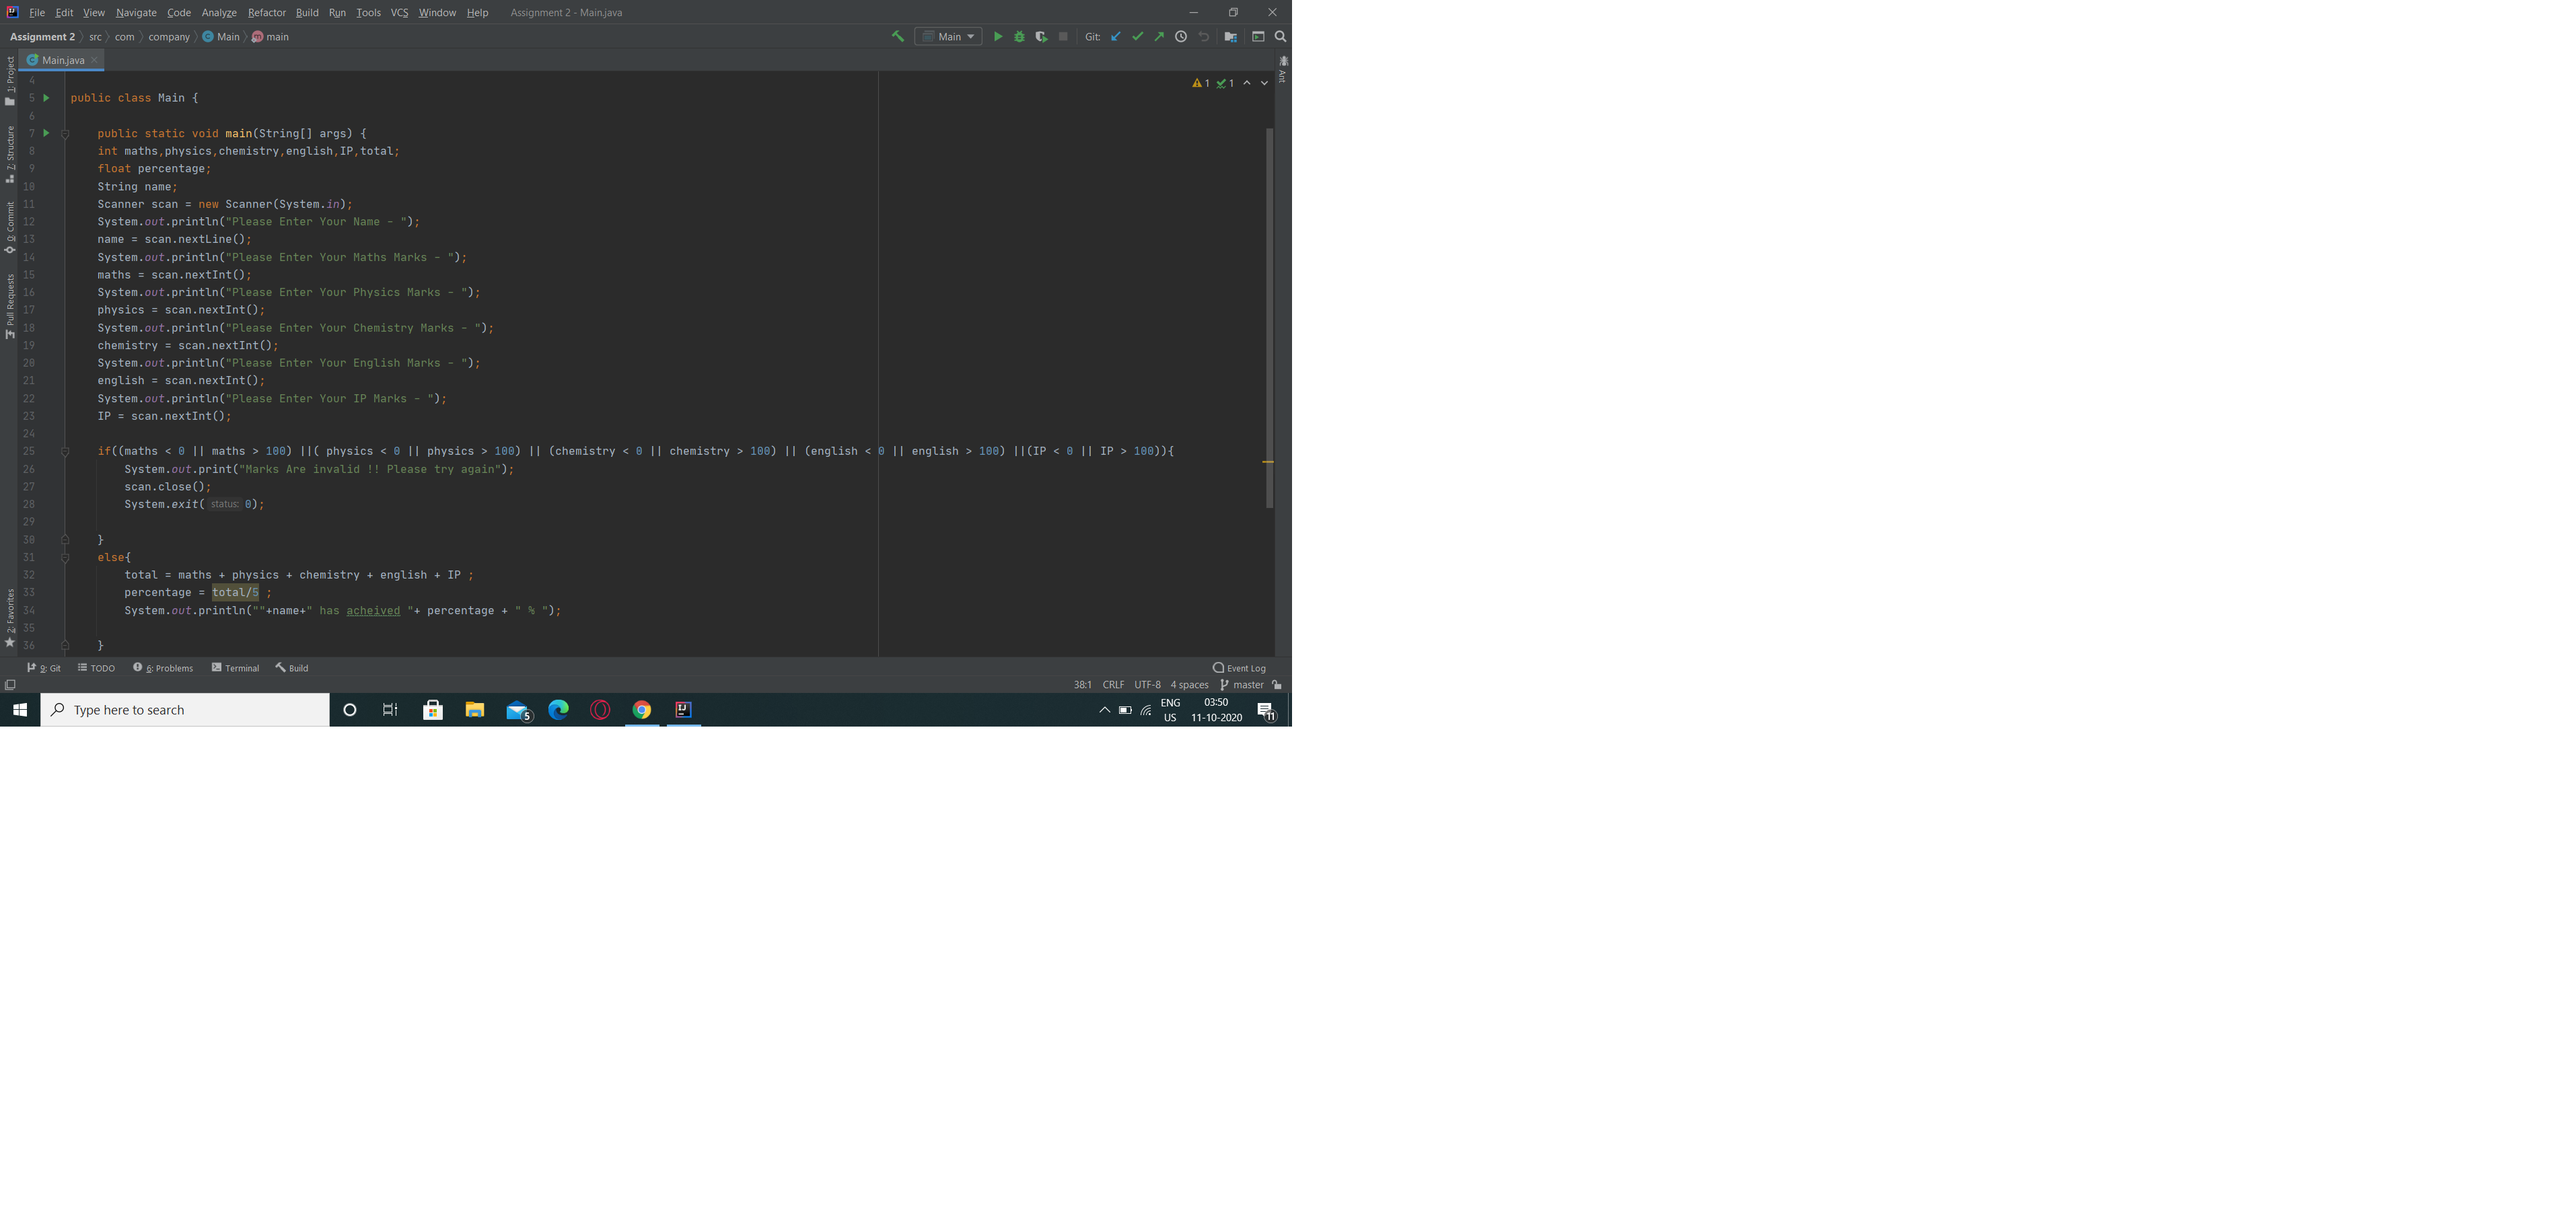 File Edit View Navigate Code Analyze Refactor Build Run Tools VCS Window Help Assignment 2 - Main.java
Assignment 2 src com company Main main Main Git:
Main.java
1: Project
7: Structure
0: Commit
Pull Requests
2: Favorites
Ant
1 1
4
5 public class Main {
6
7 public static void main(String[] args) {
8 int maths,physics,chemistry,english,IP,total;
9 float percentage;
10 String name;
11 Scanner scan = new Scanner(System.in);
12 System.out.println("Please Enter Your Name - ");
13 name = scan.nextLine();
14 System.out.println("Please Enter Your Maths Marks - ");
15 maths = scan.nextInt();
16 System.out.println("Please Enter Your Physics Marks - ");
17 physics = scan.nextInt();
18 System.out.println("Please Enter Your Chemistry Marks - ");
19 chemistry = scan.nextInt();
20 System.out.println("Please Enter Your English Marks - ");
21 english = scan.nextInt();
22 System.out.println("Please Enter Your IP Marks - ");
23 IP = scan.nextInt();
24
25 if((maths < 0 || maths > 100) ||( physics < 0 || physics > 100) || (chemistry < 0 || chemistry > 100) || (english < 0 || english > 100) ||(IP < 0 || IP > 100)){
26 System.out.print("Marks Are invalid !! Please try again");
27 scan.close();
28 System.exit( status: 0);
29
30 }
31 else{
32 total = maths + physics + chemistry + english + IP ;
33 percentage = total/5 ;
34 System.out.println(""+name+" has acheived "+ percentage + " % ");
35
36 }
9: Git TODO 6: Problems Terminal Build Event Log
38:1 CRLF UTF-8 4 spaces master
Type here to search 5 ENG 03:50
US 11-10-2020 11